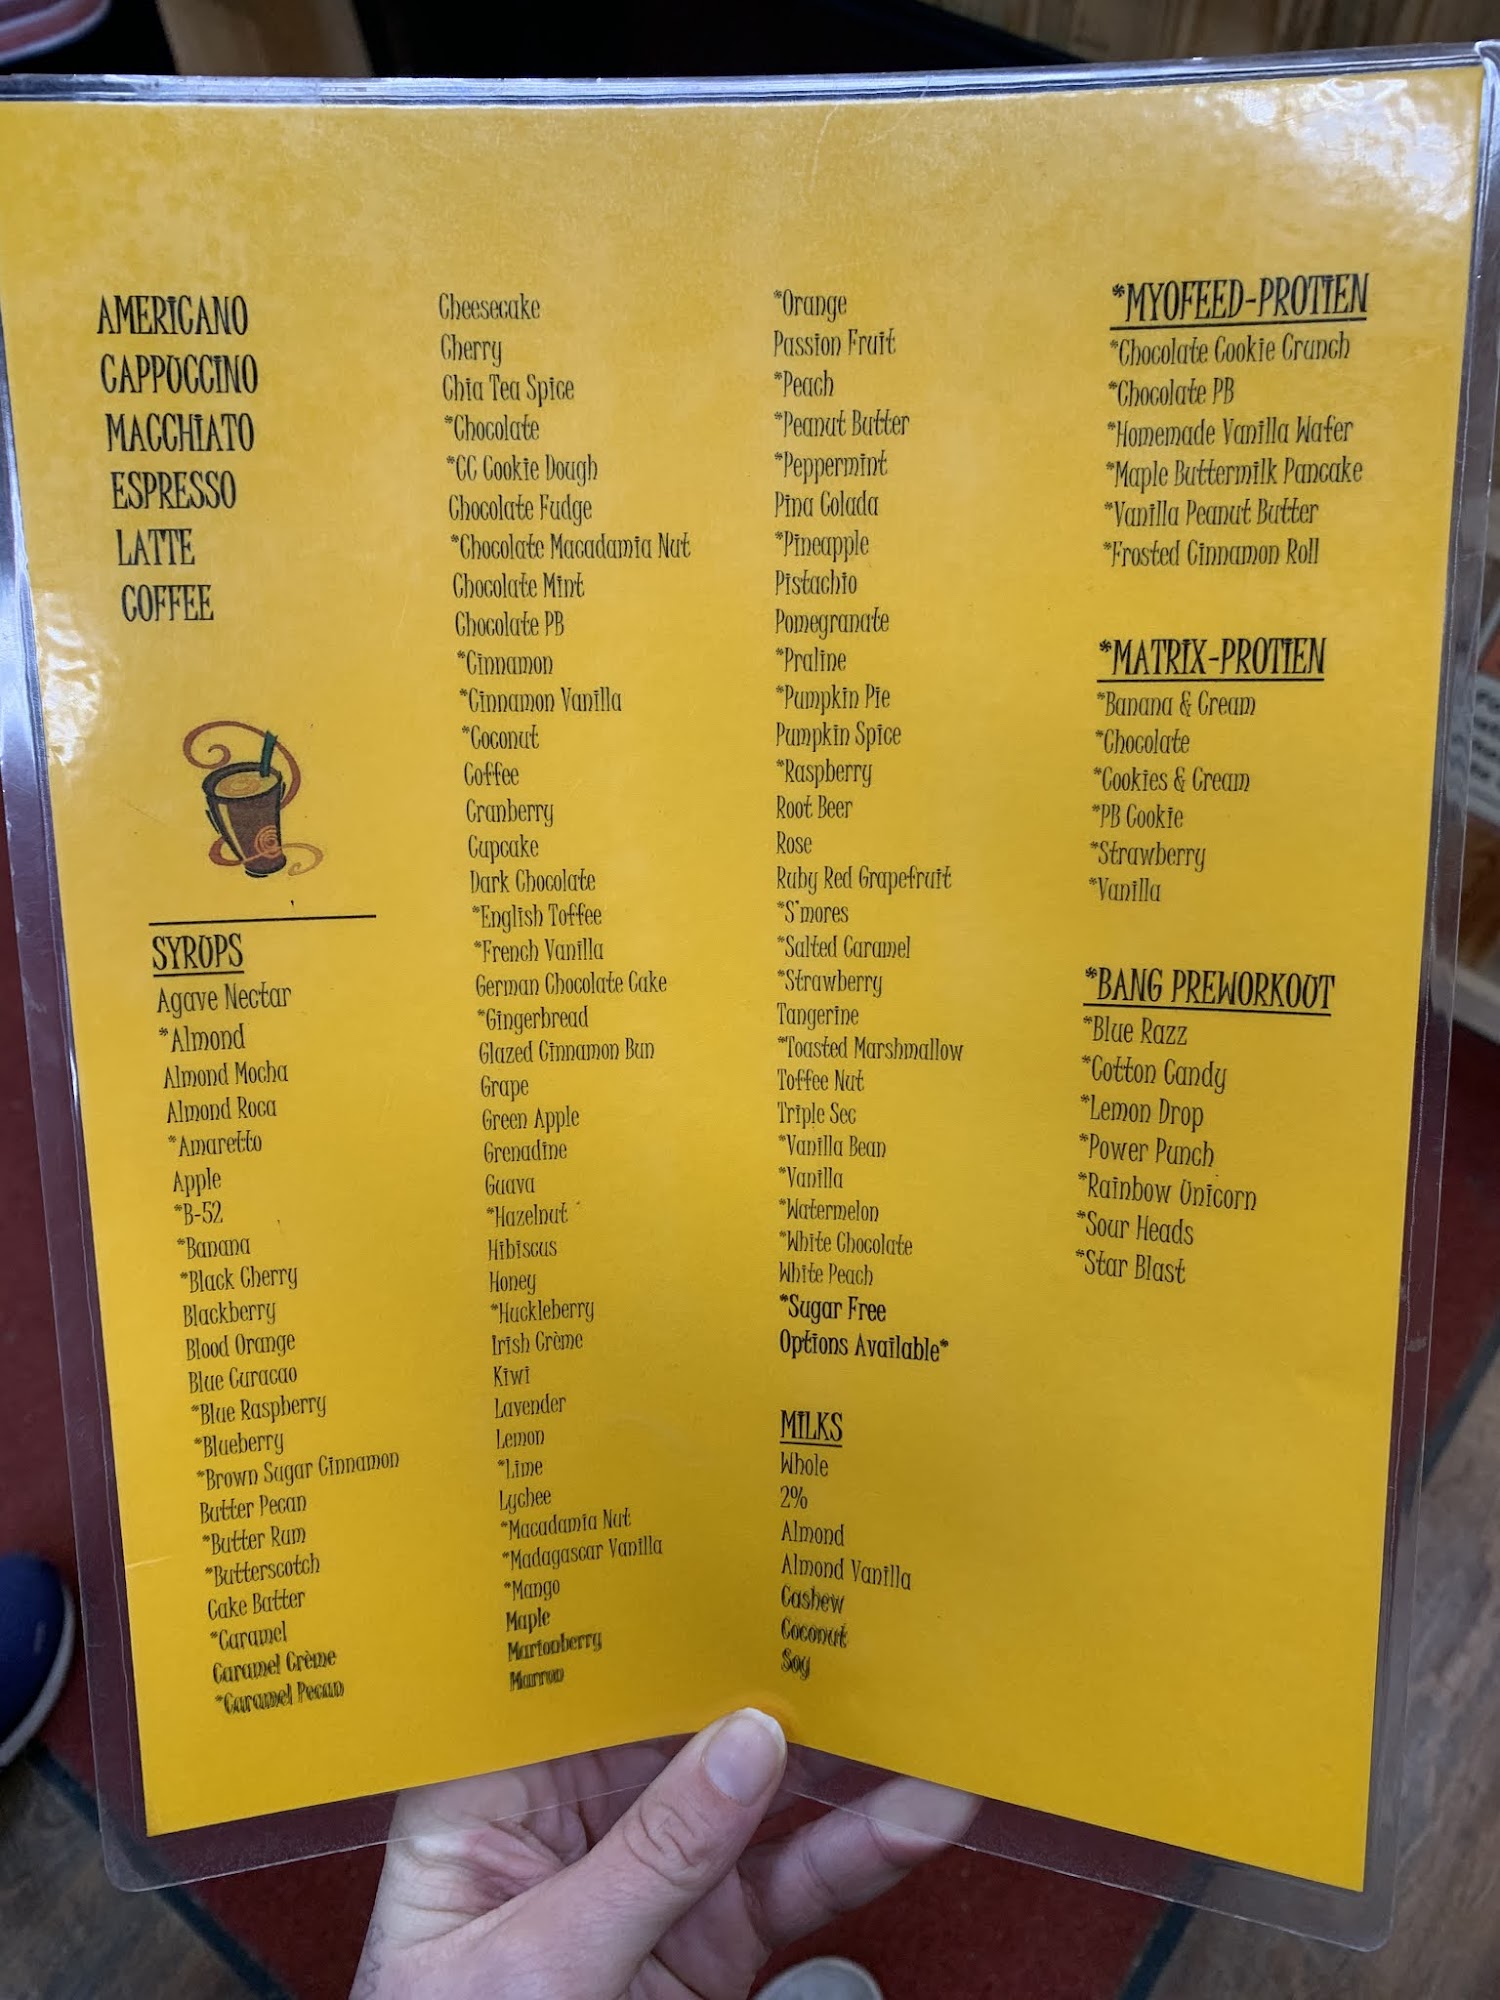 AMERICANO
CAPPUCCINO
MACCHIATO
ESPRESSO
LATTE
COFFEE
SYRUPS
Agave Nectar
*Almond
Almond Mocha
Almond Roca
*Amaretto
Apple
*B-52
*Banana
*Black Cherry
Blackberry
Blood Orange
Blue Curacao
*Blue Raspberry
*Blueberry
*Brown Sugar Cinnamon
Butter Pecan
*Butter Rum
*Butterscotch
Cake Batter
*Caramel
Caramel Crème
*Caramel Pecan
Cheesecake
Cherry
Chia Tea Spice
*Chocolate
*CC Cookie Dough
Chocolate Fudge
*Chocolate Macadamia Nut
Chocolate Mint
Chocolate PB
*Cinnamon
*Cinnamon Vanilla
*Coconut
Coffee
Cranberry
Cupcake
Dark Chocolate
*English Toffee
*French Vanilla
German Chocolate Cake
*Gingerbread
Glazed Cinnamon Bun
Grape
Green Apple
Grenadine
Guava
*Hazelnut
Hibiscus
Honey
*Huckleberry
Irish Crème
Kiwi
Lavender
Lemon
*Lime
Lychee
*Macadamia Nut
*Madagascar Vanilla
*Mango
Maple
Marionberry
Marron
*Orange
Passion Fruit
*Peach
*Peanut Butter
*Peppermint
Pina Colada
*Pineapple
Pistachio
Pomegranate
*Praline
*Pumpkin Pie
Pumpkin Spice
*Raspberry
Root Beer
Rose
Ruby Red Grapefruit
*S'mores
*Salted Caramel
*Strawberry
Tangerine
*Toasted Marshmallow
Toffee Nut
Triple Sec
*Vanilla Bean
*Vanilla
*Watermelon
*White Chocolate
White Peach
*Sugar Free
Options Available*
MILKS
Whole
2%
Almond
Almond Vanilla
Cashew
Coconut
Soy
*MYOFEED-PROTIEN
*Chocolate Cookie Crunch
*Chocolate PB
*Homemade Vanilla Wafer
*Maple Buttermilk Pancake
*Vanilla Peanut Butter
*Frosted Cinnamon Roll
*MATRIX-PROTIEN
*Banana & Cream
*Chocolate
*Cookies & Cream
*PB Cookie
*Strawberry
*Vanilla
*BANG PREWORKOUT
*Blue Razz
*Cotton Candy
*Lemon Drop
*Power Punch
*Rainbow Unicorn
*Sour Heads
*Star Blast